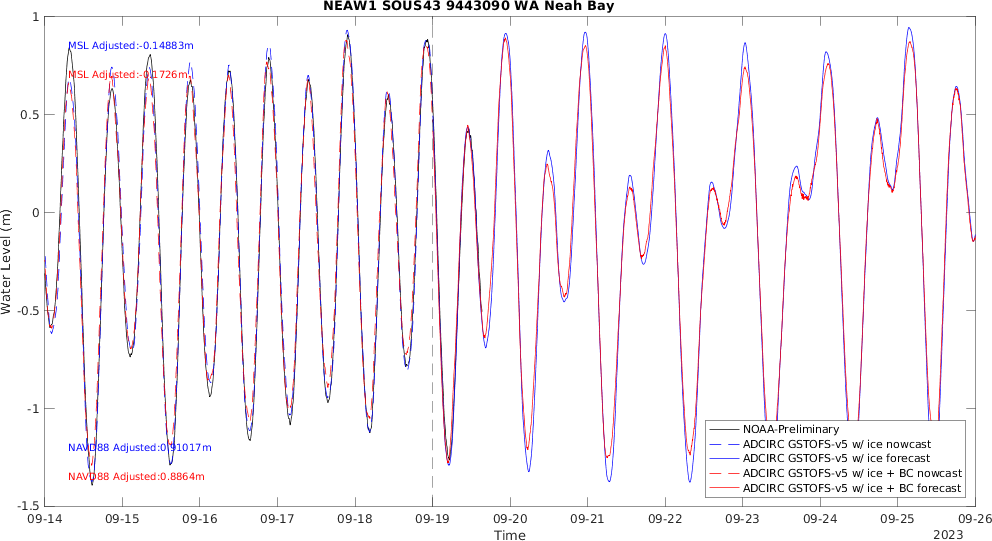 NEAW1 SOUS43 9443090 WA Neah Bay
1
0.5
0
-0.5
-1
-1.5
Water Level (m)
MSL Adjusted:-0.14883m
MSL Adjusted:-0.1726m
NAVD88 Adjusted:0.91017m
NAVD88 Adjusted:0.8864m
NOAA-Preliminary
ADCIRC GSTOFS-v5 w/ ice nowcast
ADCIRC GSTOFS-v5 w/ ice forecast
ADCIRC GSTOFS-v5 w/ ice + BC nowcast
ADCIRC GSTOFS-v5 w/ ice + BC forecast
09-14 09-15 09-16 09-17 09-18 09-19 09-20 09-21 09-22 09-23 09-24 09-25 09-26
Time
2023